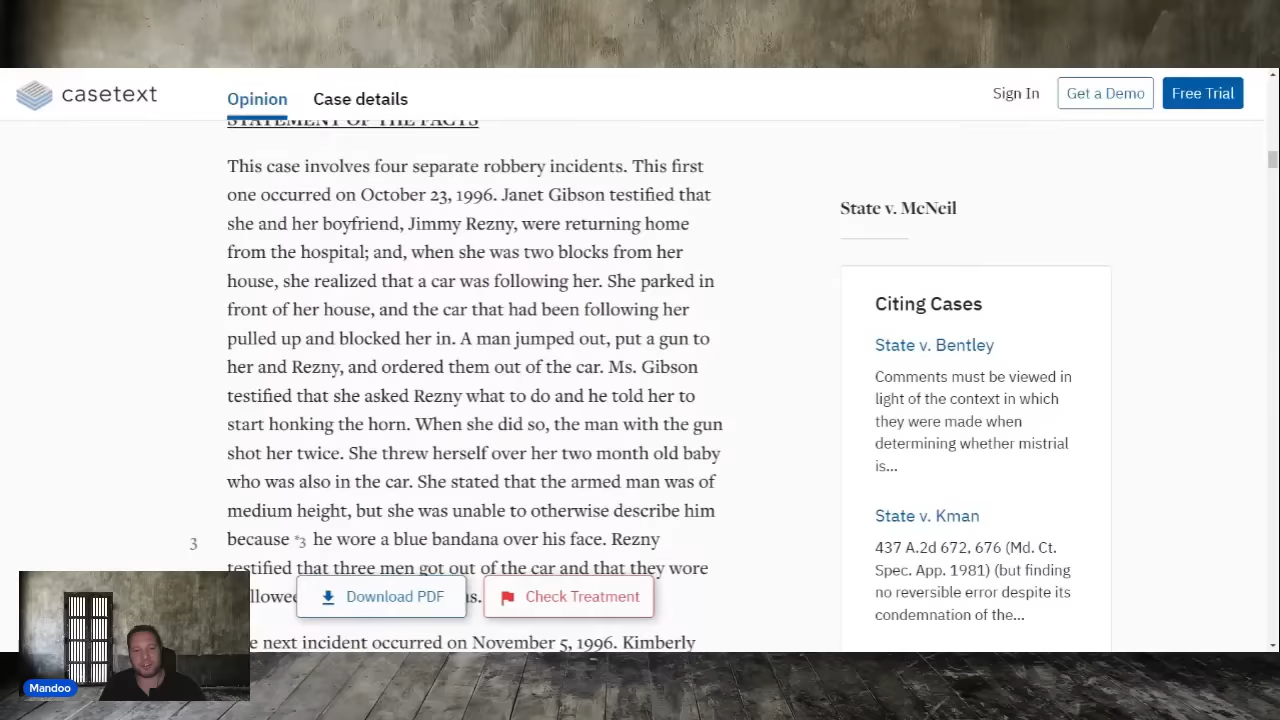 casetext
Opinion
Case details
Sign In
Get a Demo
Free Trial
STATEMENT OF THE FACTS
This case involves four separate robbery incidents. This first
one occurred on October 23, 1996. Janet Gibson testified that
she and her boyfriend, Jimmy Rezny, were returning home
from the hospital; and, when she was two blocks from her
house, she realized that a car was following her. She parked in
front of her house, and the car that had been following her
pulled up and blocked her in. A man jumped out, put a gun to
her and Rezny, and ordered them out of the car. Ms. Gibson
testified that she asked Rezny what to do and he told her to
start honking the horn. When she did so, the man with the gun
shot her twice. She threw herself over her two month old baby
who was also in the car. She stated that the armed man was of
medium height, but she was unable to otherwise describe him
3
because *3 he wore a blue bandana over his face. Rezny
testified that three men got out of the car and that they wore
Download PDF
Check Treatment
next incident occurred on November 5, 1996. Kimberly
State v. McNeil
Citing Cases
State v. Bentley
Comments must be viewed in
light of the context in which
they were made when
determining whether mistrial
is...
State v. Kman
437 A.2d 672, 676 (Md. Ct.
Spec. App. 1981) (but finding
no reversible error despite its
condemnation of the...
Mandoo